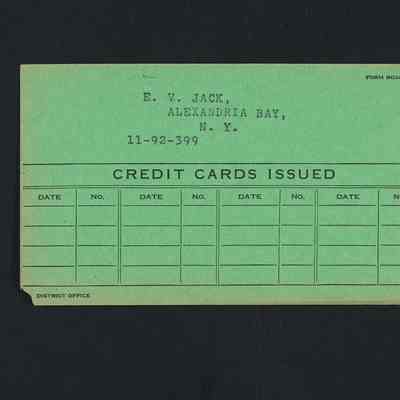 FORM
E. V. JACK,
ALEXANDRIA BAY,
N. Y.
11-92-399
CREDIT CARDS ISSUED
DATE NO. DATE NO. DATE NO. DATE
DISTRICT OFFICE